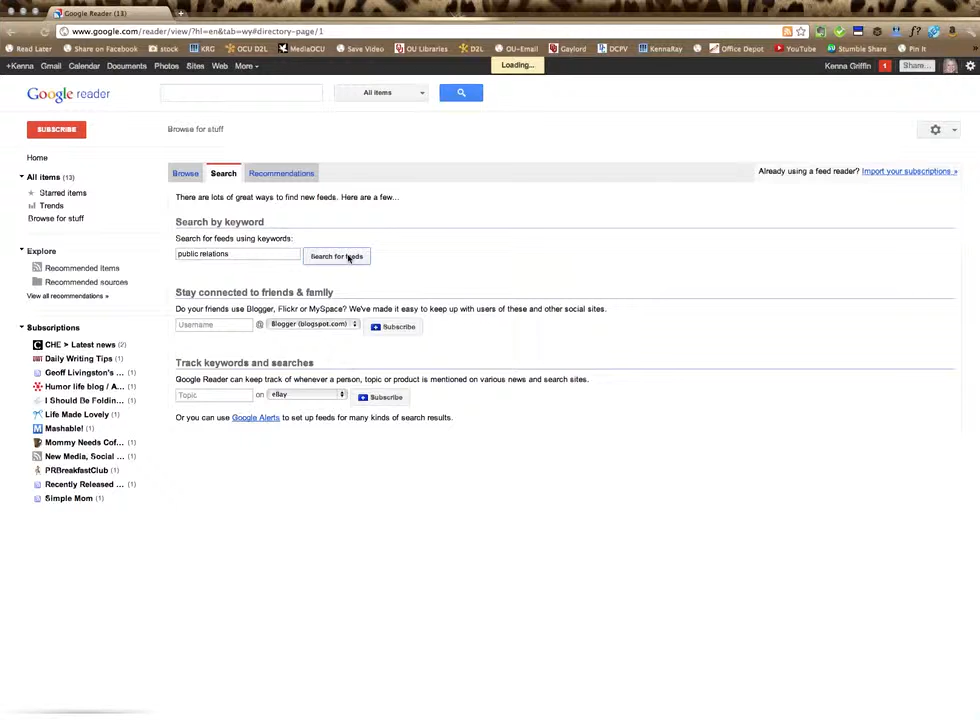 Google Reader (13)
www.google.com/reader/view/?hl=en&tab=wy#directory-page/1
Read Later Share on Facebook stock KRG OCU D2L MediaOCU Save Video OU Libraries D2L OU-Email Gaylord DCPV KennaRay Office Depot YouTube Stumble Share Pin It
+Kenna Gmail Calendar Documents Photos Sites Web More Loading... Kenna Griffin 1 Share...
Google reader All items
SUBSCRIBE Browse for stuff
Home
All items (13)
Starred items
Trends
Browse for stuff
Explore
Recommended items
Recommended sources
View all recommendations »
Subscriptions
CHE > Latest news (2)
Daily Writing Tips (1)
Geoff Livingston's ... (1)
Humor life blog / A... (1)
I Should Be Foldin... (1)
Life Made Lovely (1)
Mashable! (1)
Mommy Needs Cof... (1)
New Media, Social ... (1)
PRBreakfastClub (1)
Recently Released ... (1)
Simple Mom (1)
Browse Search Recommendations Already using a feed reader? Import your subscriptions »
There are lots of great ways to find new feeds. Here are a few...
Search by keyword
Search for feeds using keywords:
public relations Search for feeds
Stay connected to friends & family
Do your friends use Blogger, Flickr or MySpace? We've made it easy to keep up with users of these and other social sites.
Username @ Blogger (blogspot.com) Subscribe
Track keywords and searches
Google Reader can keep track of whenever a person, topic or product is mentioned on various news and search sites.
Topic on eBay Subscribe
Or you can use Google Alerts to set up feeds for many kinds of search results.